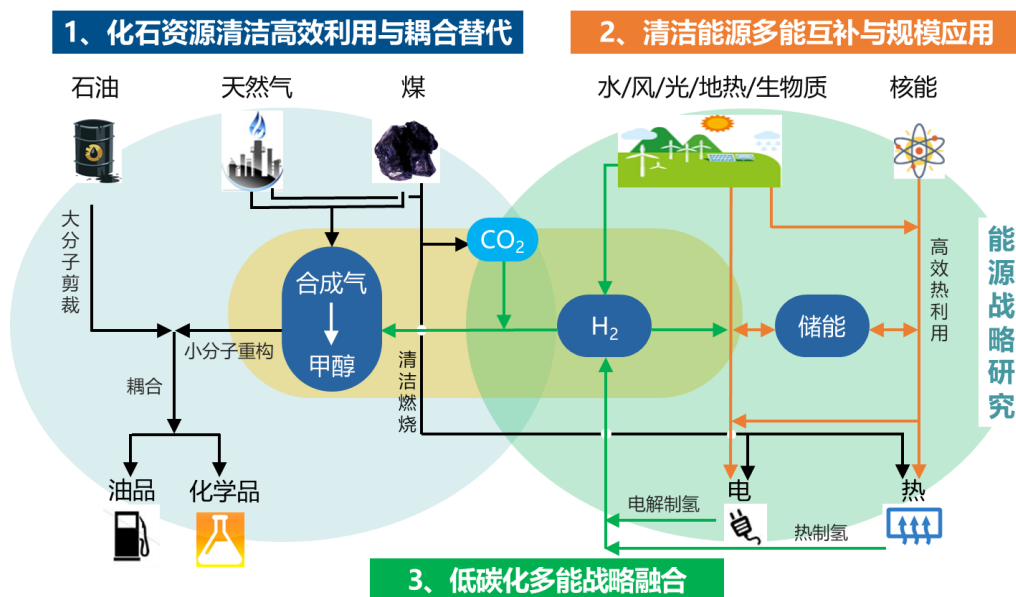 1、化石资源清洁高效利用与耦合替代
2、清洁能源多能互补与规模应用
石油
天然气
煤
水/风/光/地热/生物质
核能
大分子剪裁
CO₂
合成气
甲醇
H₂
储能
高效热利用
能源战略研究
小分子重构
清洁燃烧
耦合
油品
化学品
电
热
电解制氢
热制氢
3、低碳化多能战略融合